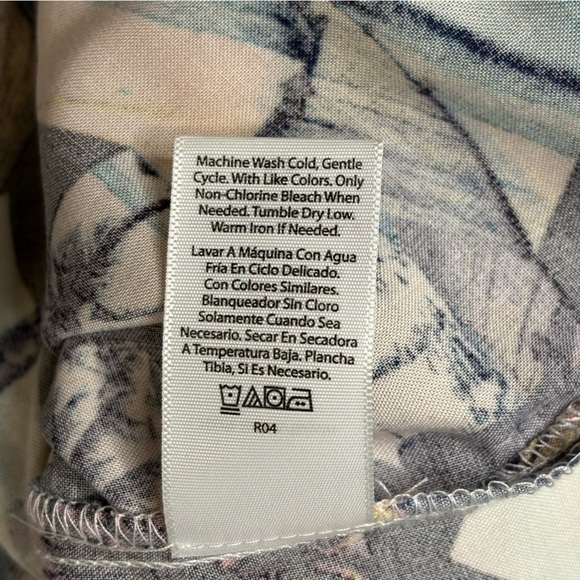 Machine Wash Cold, Gentle
Cycle. With Like Colors. Only
Non-Chlorine Bleach When
Needed. Tumble Dry Low.
Warm Iron If Needed.
Lavar A Máquina Con Agua
Fría En Ciclo Delicado.
Con Colores Similares.
Blanqueador Sin Cloro
Solamente Cuando Sea
Necesario. Secar En Secadora
A Temperatura Baja. Plancha
Tibia, Si Es Necesario.
R04